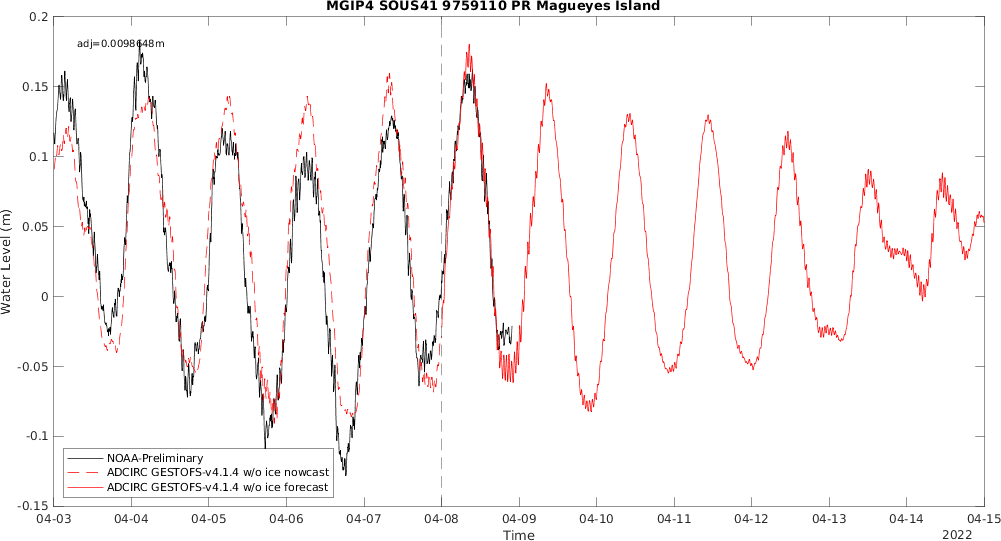 MGIP4 SOUS41 9759110 PR Magueyes Island
adj=0.0098648m
0.2
0.15
0.1
0.05
0
-0.05
-0.1
-0.15
Water Level (m)
NOAA-Preliminary
ADCIRC GESTOFS-v4.1.4 w/o ice nowcast
ADCIRC GESTOFS-v4.1.4 w/o ice forecast
04-03 04-04 04-05 04-06 04-07 04-08 04-09 04-10 04-11 04-12 04-13 04-14 04-15
Time
2022